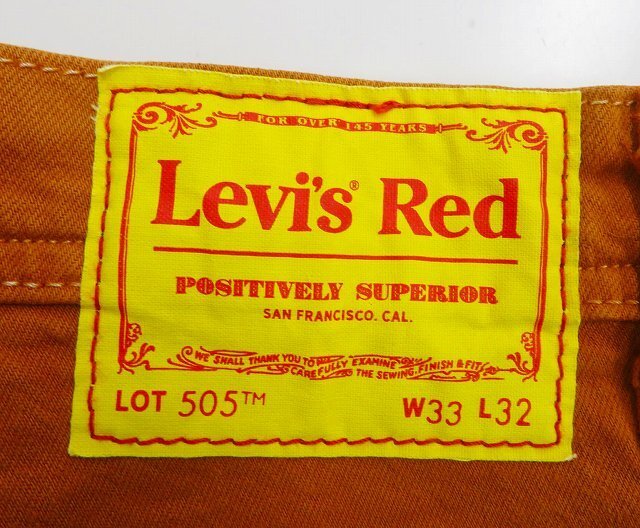 FOR OVER 145 YEARS
Levi's® Red
POSITIVELY SUPERIOR
SAN FRANCISCO. CAL.
WE SHALL THANK YOU TO
CAREFULLY EXAMINE
THE SEWING, FINISH & FIT
LOT 505™ W33 L32